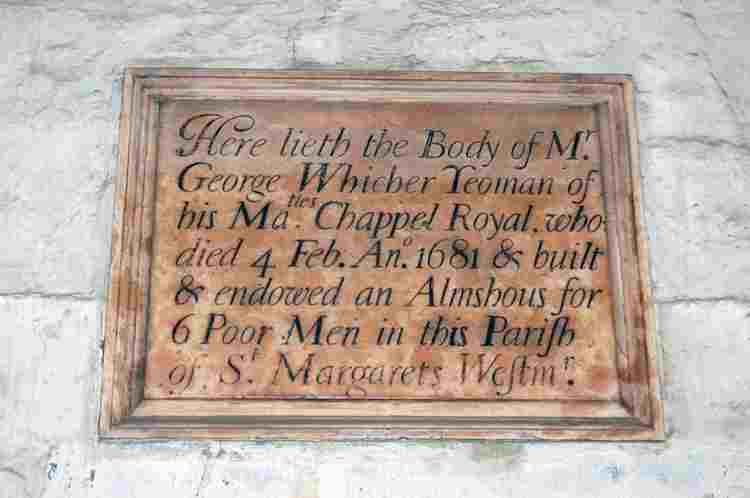 Here lieth the Body of Mr.
George Whicher Yeoman of
his Maties. Chappel Royal. who
died 4 Feb. Ano. 1681 & built
& endowed an Almshous for
6 Poor Men in this Pariſh
of St Margarets Weſtmr.